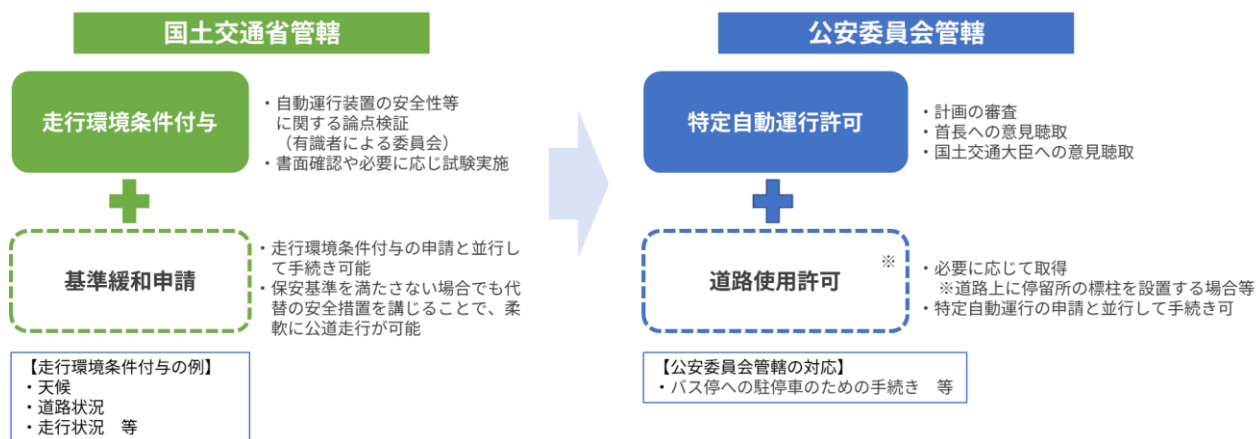 国土交通省管轄
走行環境条件付与
・自動運行装置の安全性等
に関する論点検証
（有識者による委員会）
・書面確認や必要に応じ試験実施
基準緩和申請
・走行環境条件付与の申請と並行し
て手続き可能
・保安基準を満たさない場合でも代
替の安全措置を講じることで、柔
軟に公道走行が可能
【走行環境条件付与の例】
・天候
・道路状況
・走行状況　等
公安委員会管轄
特定自動運行許可
・計画の審査
・首長への意見聴取
・国土交通大臣への意見聴取
道路使用許可
※
・必要に応じて取得
※道路上に停留所の標柱を設置する場合等
・特定自動運行の申請と並行して手続き可
【公安委員会管轄の対応】
・バス停への駐停車のための手続き　等